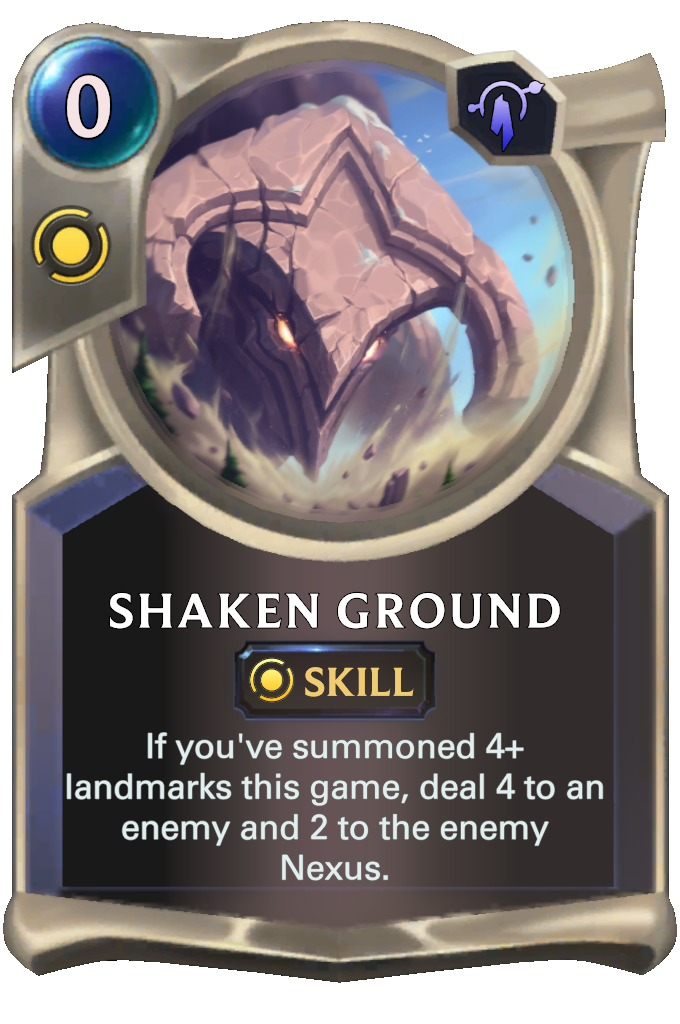 0
SHAKEN GROUND
SKILL
If you've summoned 4+
landmarks this game, deal 4 to an
enemy and 2 to the enemy
Nexus.